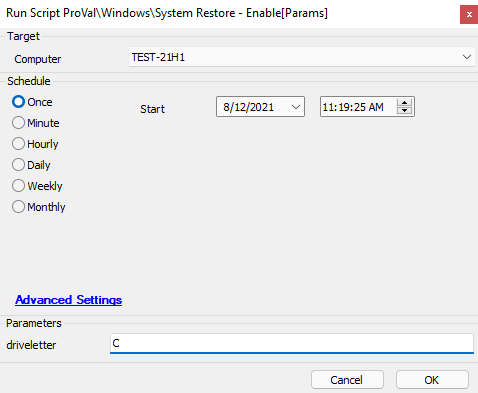 Run Script ProVal\Windows\System Restore - Enable[Params]
x
Target
Computer TEST-21H1
Schedule
Once Start 8/12/2021 11:19:25 AM
Minute
Hourly
Daily
Weekly
Monthly
Advanced Settings
Parameters
driveletter C
Cancel OK